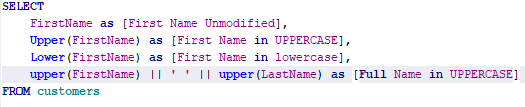 SELECT
FirstName as [First Name Unmodified],
Upper(FirstName) as [First Name in UPPERCASE],
Lower(FirstName) as [First Name in lowercase],
upper(FirstName) || ' ' || upper(LastName) as [Full Name in UPPERCASE]
FROM customers